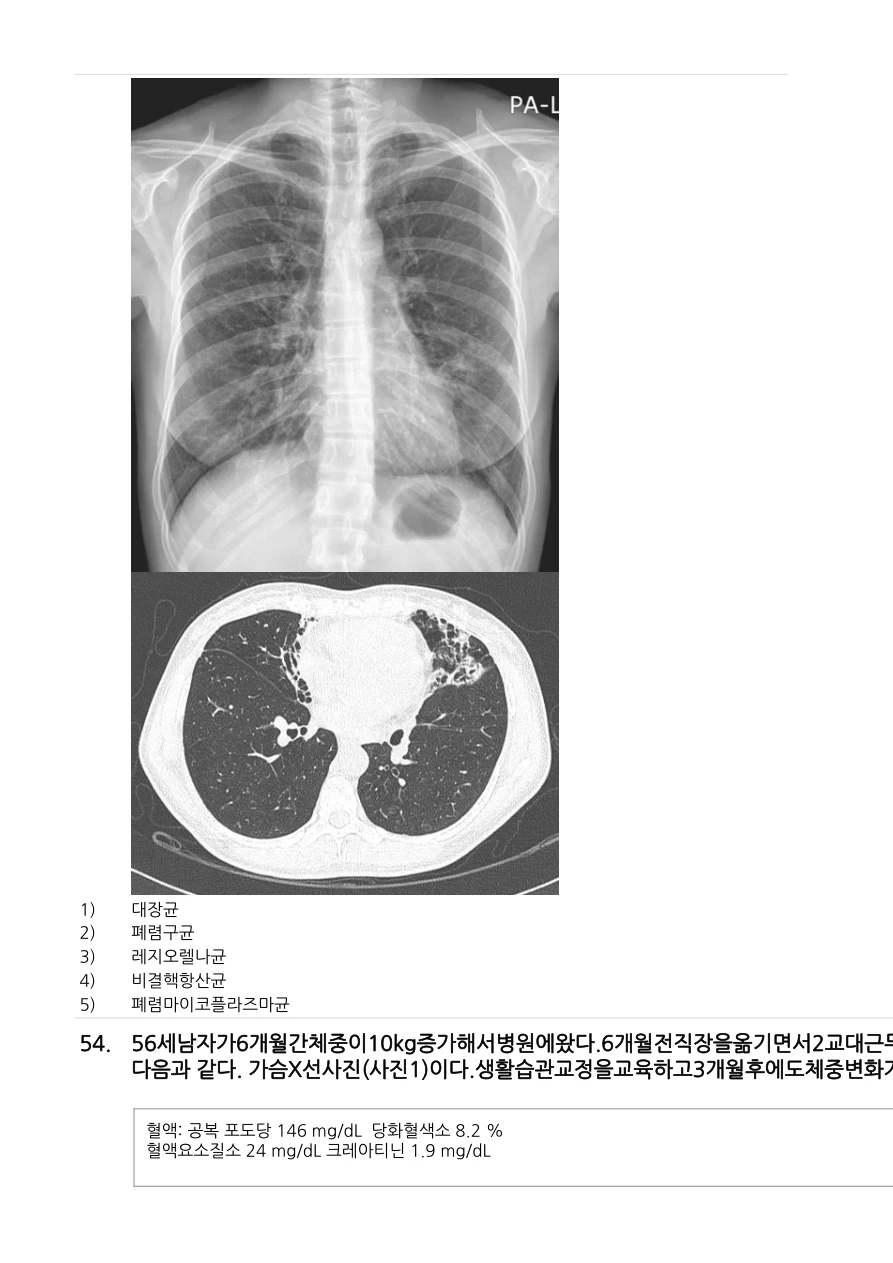 PA-L
1) 대장균
2) 폐렴구균
3) 레지오렐나균
4) 비결핵항산균
5) 폐렴마이코플라즈마균
54. 56세남자가6개월간체중이10kg증가해서병원에왔다.6개월전직장을옮기면서2교대근무
다음과 같다. 가슴X선사진(사진1)이다.생활습관교정을교육하고3개월후에도체중변화가
혈액: 공복 포도당 146 mg/dL 당화혈색소 8.2 %
혈액요소질소 24 mg/dL 크레아티닌 1.9 mg/dL